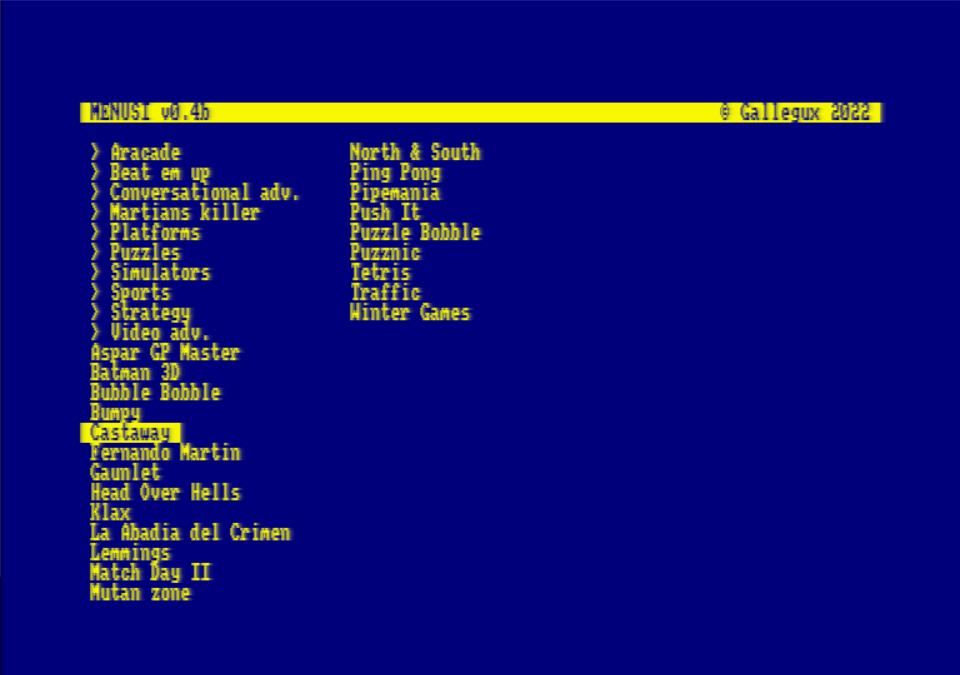 MENUSI v0.4b © Gallegux 2022
> Aracade
> Beat em up
> Conversational adv.
> Martians killer
> Platforms
> Puzzles
> Simulators
> Sports
> Strategy
> Video adv.
Aspar GP Master
Batman 3D
Bubble Bobble
Bumpy
Castaway
Fernando Martin
Gaunlet
Head Over Hells
Klax
La Abadia del Crimen
Lemmings
Match Day II
Mutan zone
North & South
Ping Pong
Pipemania
Push It
Puzzle Bobble
Puzznic
Tetris
Traffic
Winter Games